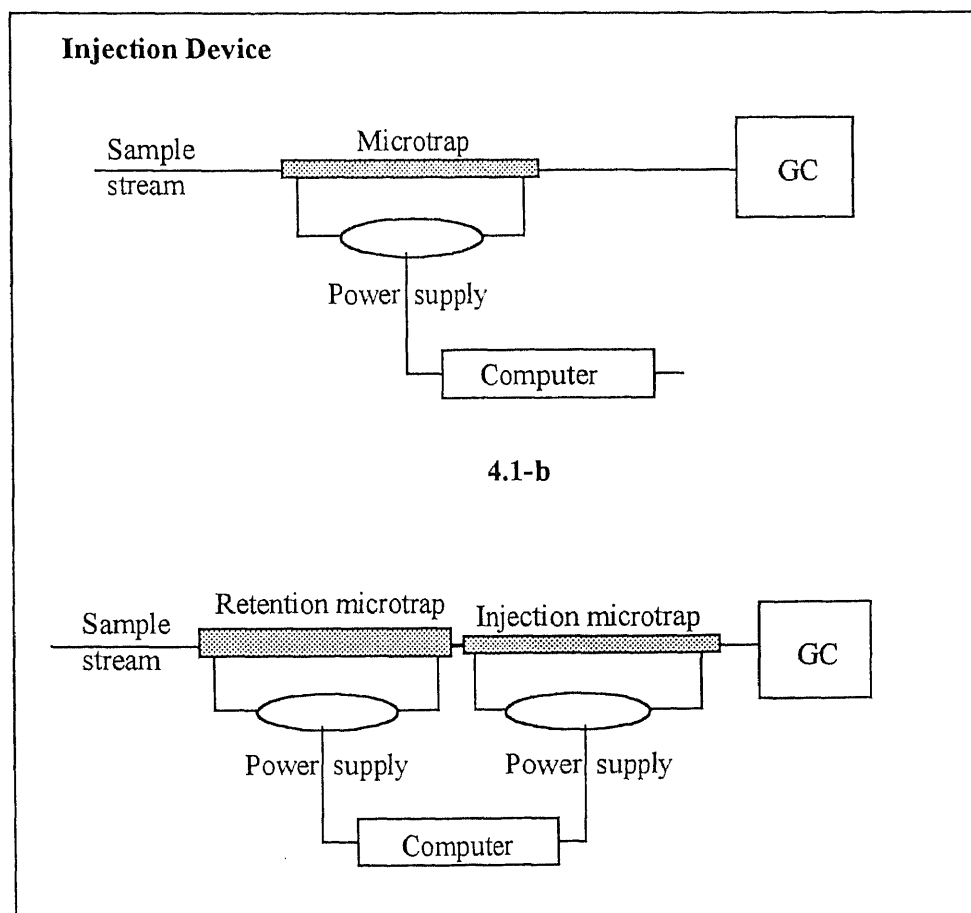 Injection Device
Microtrap
Sample
stream
GC
Power supply
Computer
4.1-b
Retention microtrap
Injection microtrap
Sample
stream
GC
Power supply
Power supply
Computer